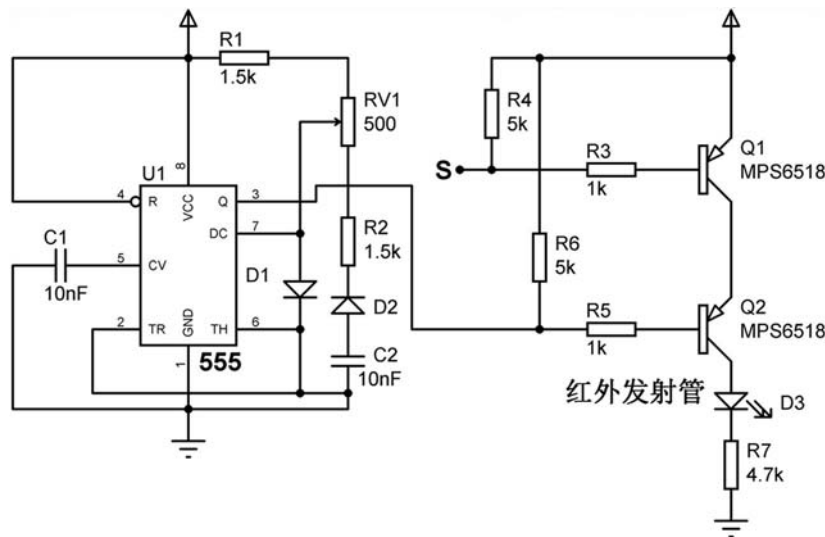 R1
1.5k
RV1
500
R4
5k
S
R3
1k
Q1
MPS6518
U1
8
4
R
VCC
Q
3
DC
7
R2
1.5k
R6
5k
C1
10nF
5
CV
D1
D2
R5
1k
Q2
MPS6518
2
TR
GND
TH
6
1
555
C2
10nF
红外发射管
D3
R7
4.7k